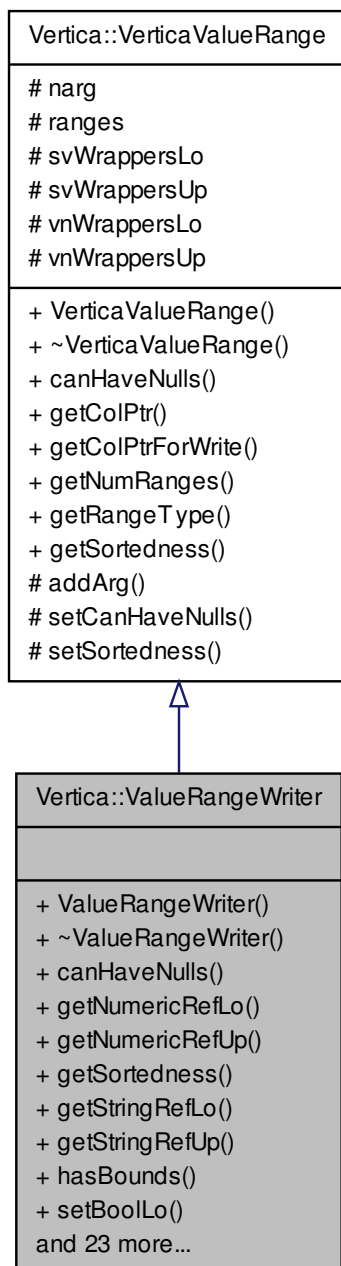 Vertica::VerticaValueRange
# narg
# ranges
# svWrappersLo
# svWrappersUp
# vnWrappersLo
# vnWrappersUp
+ VerticaValueRange()
+ ~VerticaValueRange()
+ canHaveNulls()
+ getColPtr()
+ getColPtrForWrite()
+ getNumRanges()
+ getRangeType()
+ getSortedness()
# addArg()
# setCanHaveNulls()
# setSortedness()
Vertica::ValueRangeWriter
+ ValueRangeWriter()
+ ~ValueRangeWriter()
+ canHaveNulls()
+ getNumericRefLo()
+ getNumericRefUp()
+ getSortedness()
+ getStringRefLo()
+ getStringRefUp()
+ hasBounds()
+ setBoolLo()
and 23 more...